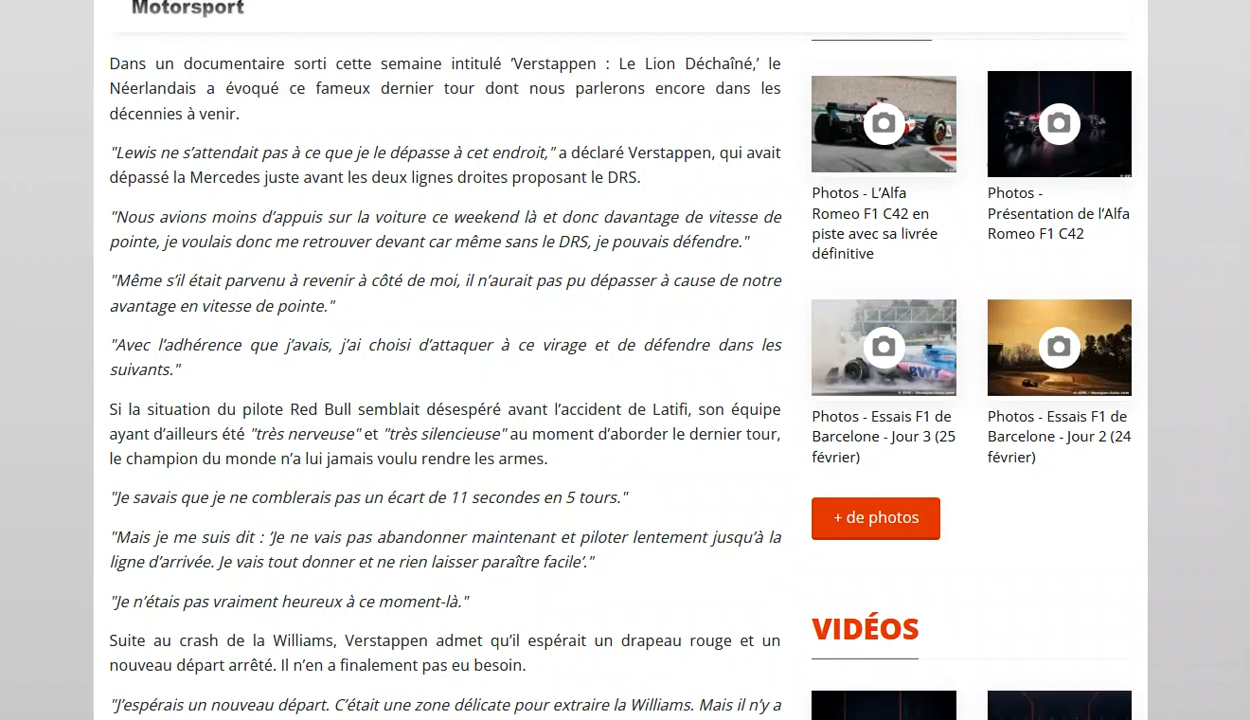 Motorsport
Dans un documentaire sorti cette semaine intitulé ’Verstappen : Le Lion Déchaîné,’ le
Néerlandais a évoqué ce fameux dernier tour dont nous parlerons encore dans les
décennies à venir.
"Lewis ne s’attendait pas à ce que je le dépasse à cet endroit," a déclaré Verstappen, qui avait
dépassé la Mercedes juste avant les deux lignes droites proposant le DRS.
"Nous avions moins d’appuis sur la voiture ce weekend là et donc davantage de vitesse de
pointe, je voulais donc me retrouver devant car même sans le DRS, je pouvais défendre."
"Même s’il était parvenu à revenir à côté de moi, il n’aurait pas pu dépasser à cause de notre
avantage en vitesse de pointe."
"Avec l’adhérence que j’avais, j’ai choisi d’attaquer à ce virage et de défendre dans les
suivants."
Si la situation du pilote Red Bull semblait désespéré avant l’accident de Latifi, son équipe
ayant d’ailleurs été "très nerveuse" et "très silencieuse" au moment d’aborder le dernier tour,
le champion du monde n’a lui jamais voulu rendre les armes.
"Je savais que je ne comblerais pas un écart de 11 secondes en 5 tours."
"Mais je me suis dit : ’Je ne vais pas abandonner maintenant et piloter lentement jusqu’à la
ligne d’arrivée. Je vais tout donner et ne rien laisser paraître facile’."
"Je n’étais pas vraiment heureux à ce moment-là."
Suite au crash de la Williams, Verstappen admet qu’il espérait un drapeau rouge et un
nouveau départ arrêté. Il n’en a finalement pas eu besoin.
"J’espérais un nouveau départ. C’était une zone délicate pour extraire la Williams. Mais il n’y a
Photos - L’Alfa
Romeo F1 C42 en
piste avec sa livrée
définitive
Photos -
Présentation de l’Alfa
Romeo F1 C42
BWT
Photos - Essais F1 de
Barcelone - Jour 3 (25
février)
Photos - Essais F1 de
Barcelone - Jour 2 (24
février)
+ de photos
VIDÉOS